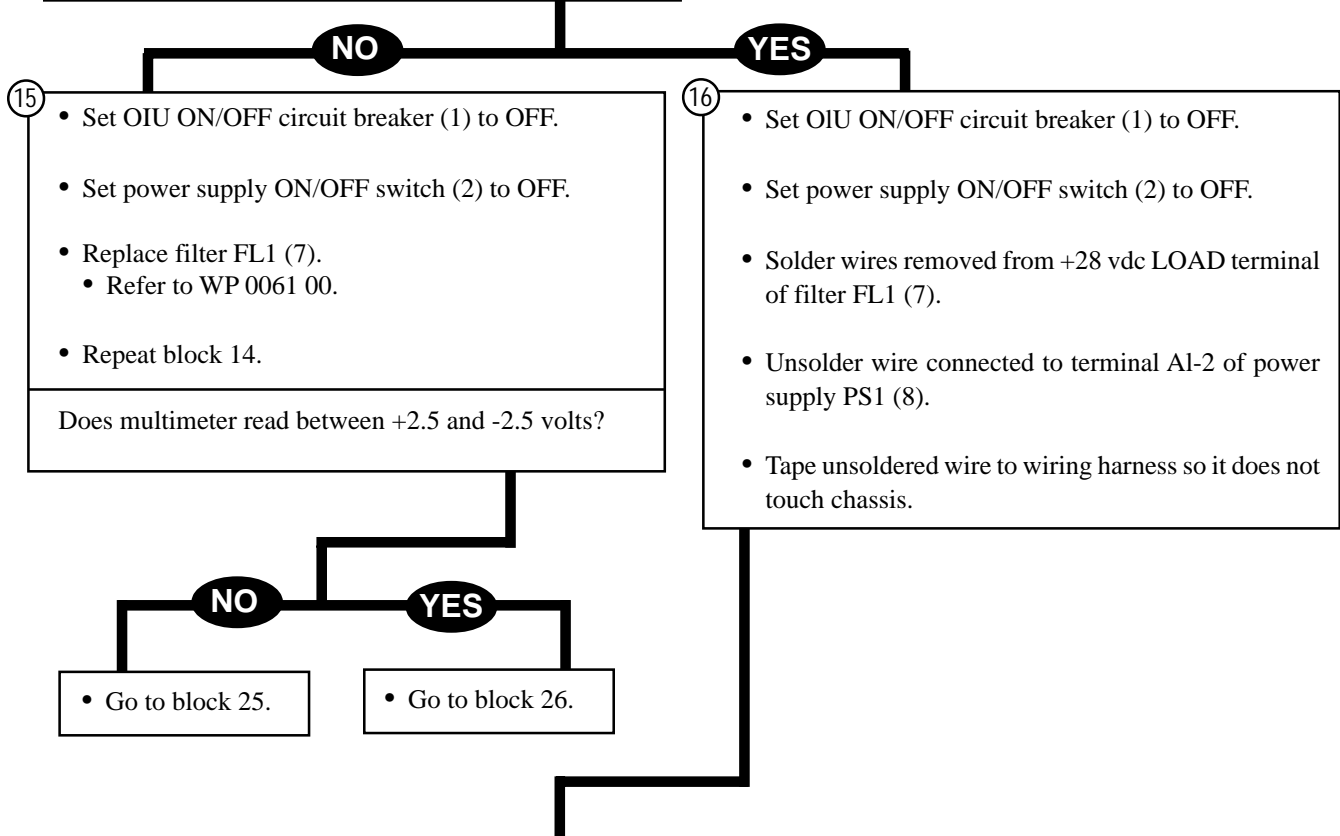 NO
YES
15
• Set OIU ON/OFF circuit breaker (1) to OFF.
• Set power supply ON/OFF switch (2) to OFF.
• Replace filter FL1 (7).
• Refer to WP 0061 00.
• Repeat block 14.
Does multimeter read between +2.5 and -2.5 volts?
16
• Set OlU ON/OFF circuit breaker (1) to OFF.
• Set power supply ON/OFF switch (2) to OFF.
• Solder wires removed from +28 vdc LOAD terminal
of filter FL1 (7).
• Unsolder wire connected to terminal Al-2 of power
supply PS1 (8).
• Tape unsoldered wire to wiring harness so it does not
touch chassis.
NO
YES
• Go to block 25.
• Go to block 26.